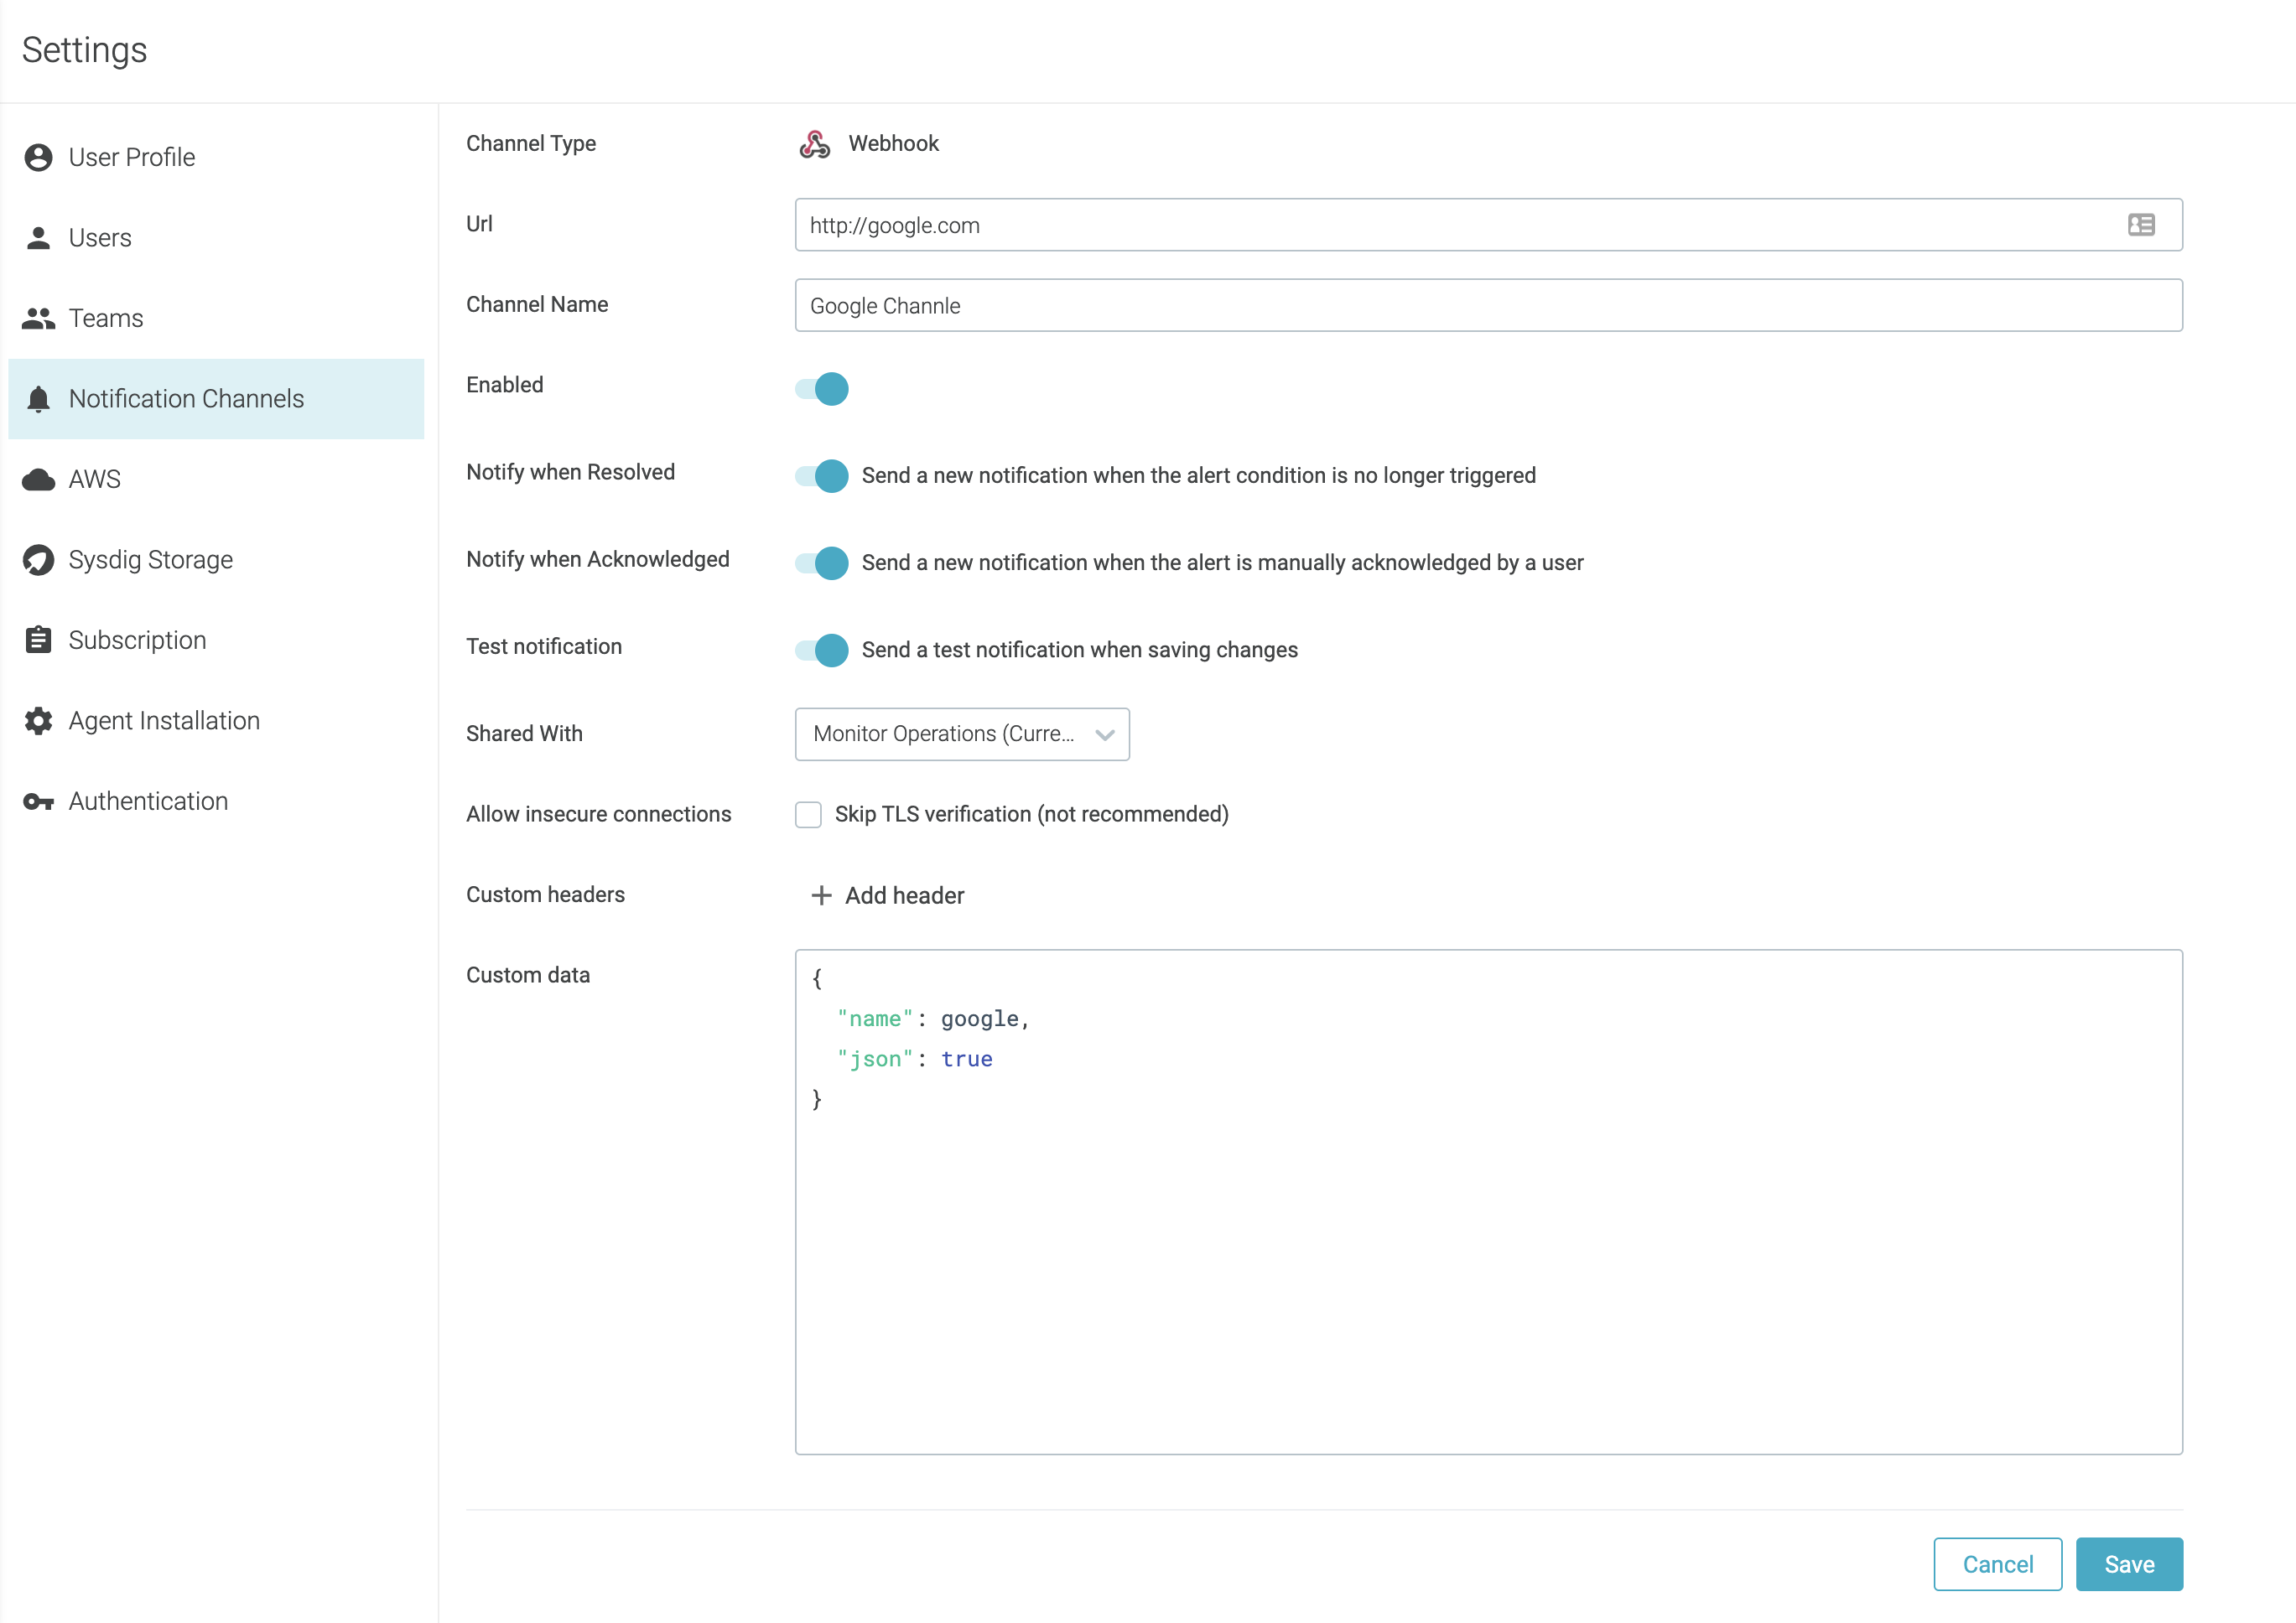 Settings
User Profile
Users
Teams
Notification Channels
AWS
Sysdig Storage
Subscription
Agent Installation
Authentication
Channel Type Webhook
Url http://google.com
Channel Name Google Channle
Enabled
Notify when Resolved Send a new notification when the alert condition is no longer triggered
Notify when Acknowledged Send a new notification when the alert is manually acknowledged by a user
Test notification Send a test notification when saving changes
Shared With Monitor Operations (Curre...
Allow insecure connections Skip TLS verification (not recommended)
Custom headers + Add header
Custom data
{
"name": google,
"json": true
}
Cancel Save